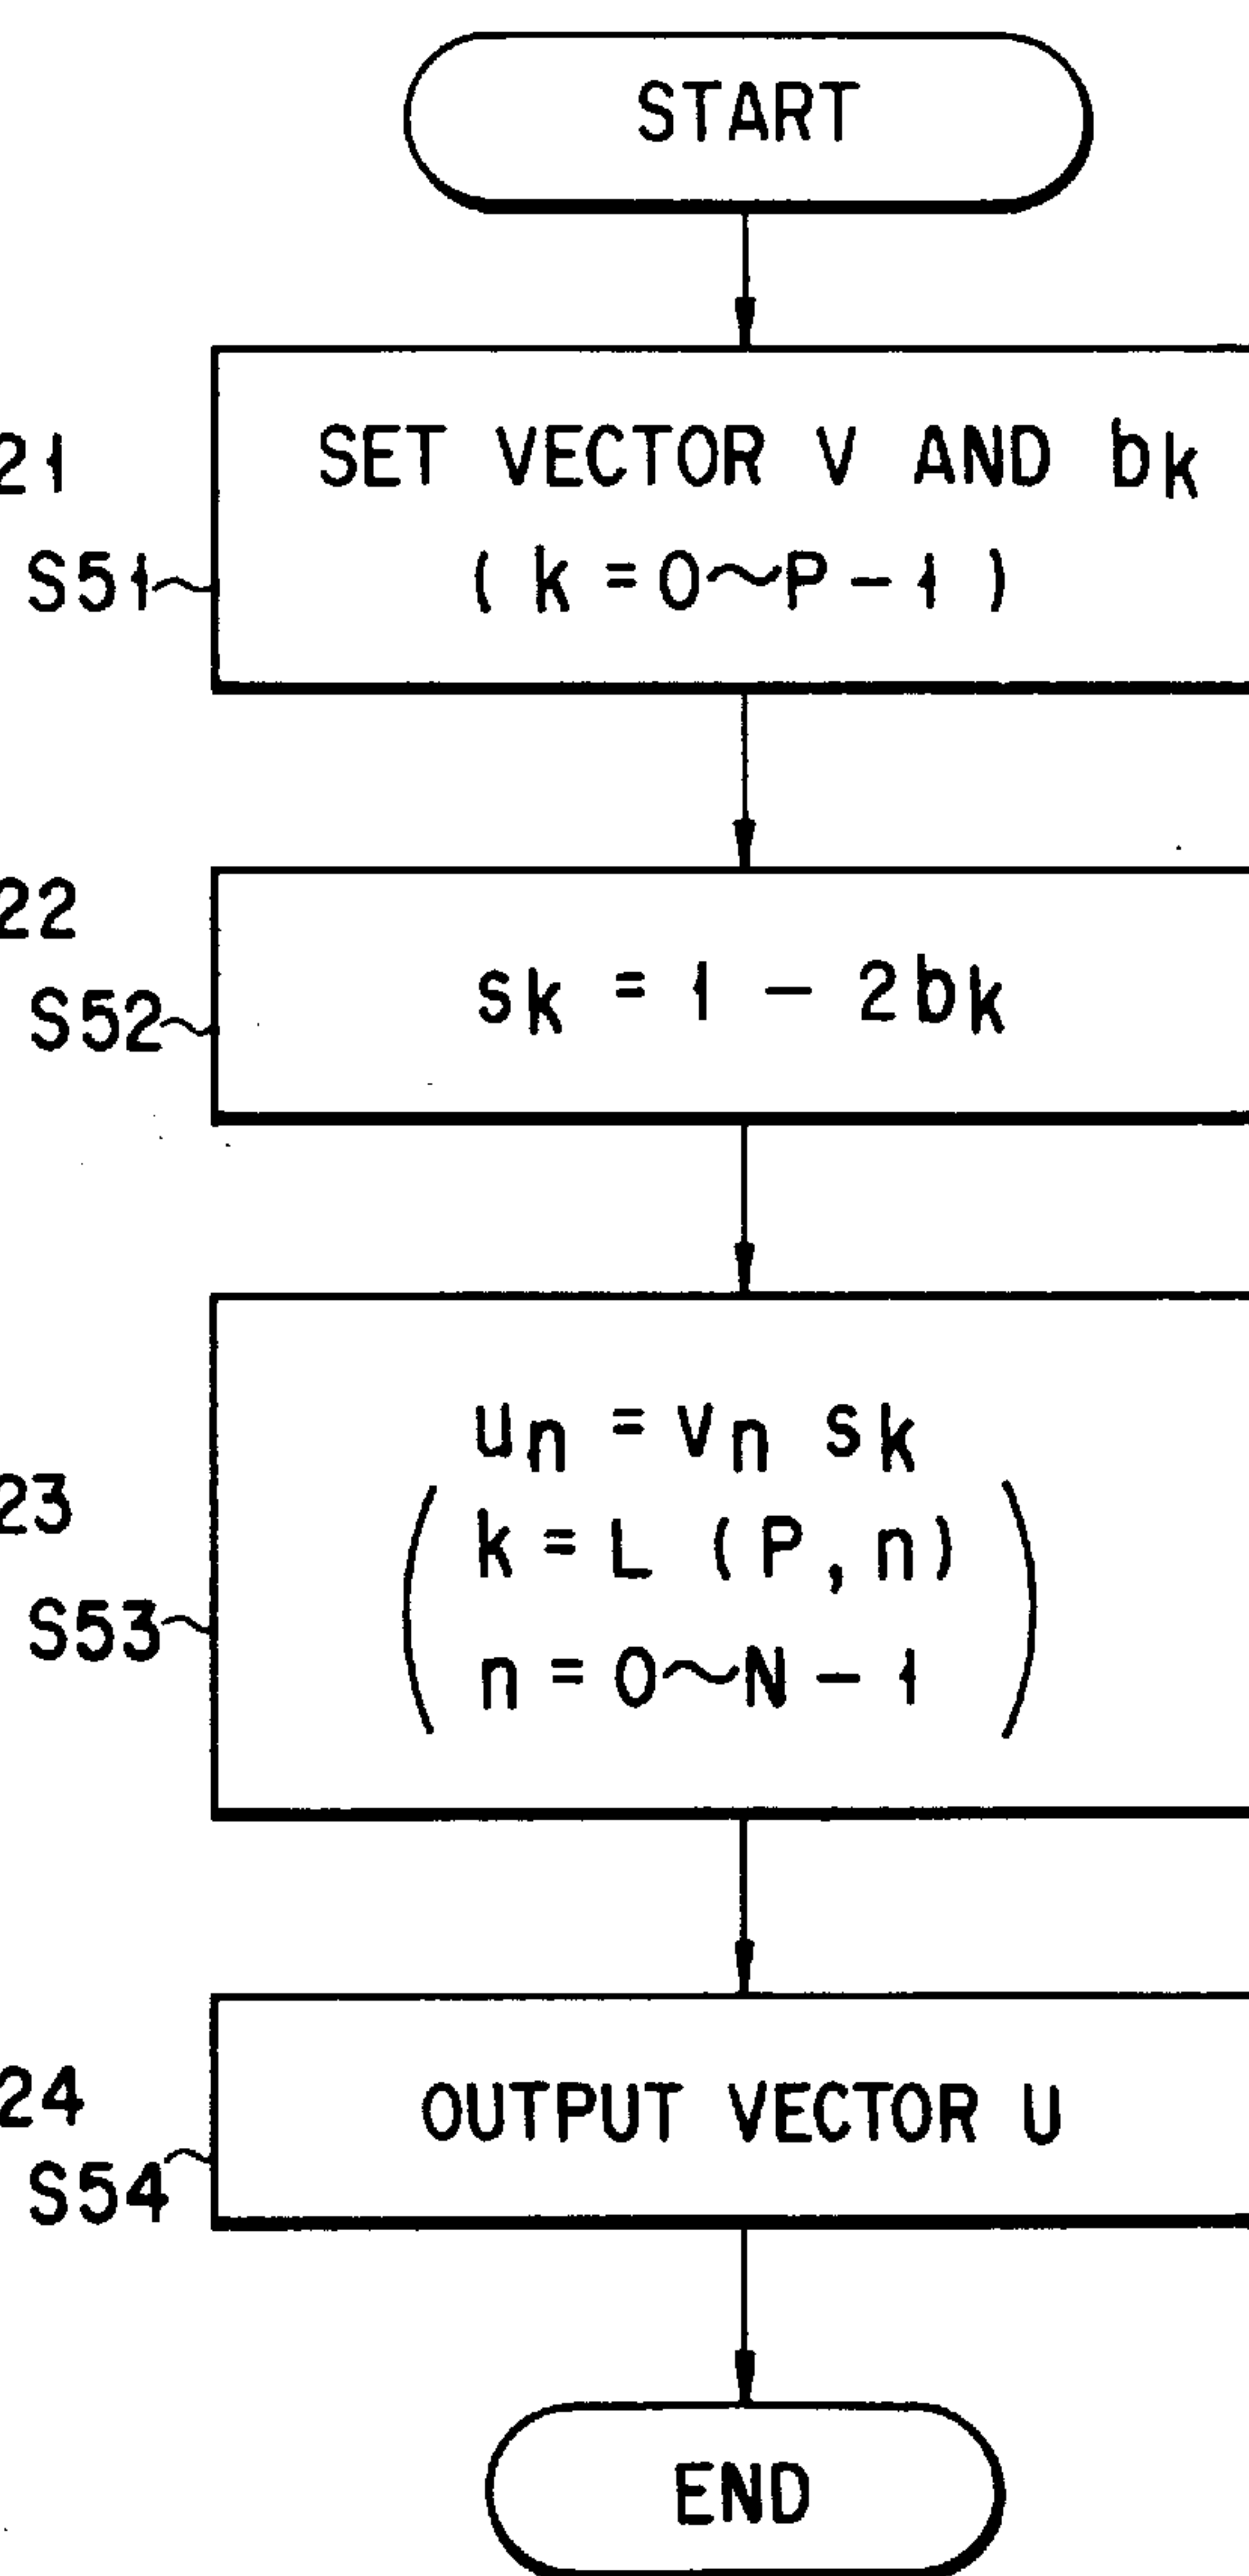 START
SET VECTOR V AND bk
( k = 0~P - 1 )
21
S51
22
sk = 1 - 2bk
S52
un = vn sk
23
k = L (P, n)
S53
n = 0~N - 1
24
OUTPUT VECTOR U
S54
END